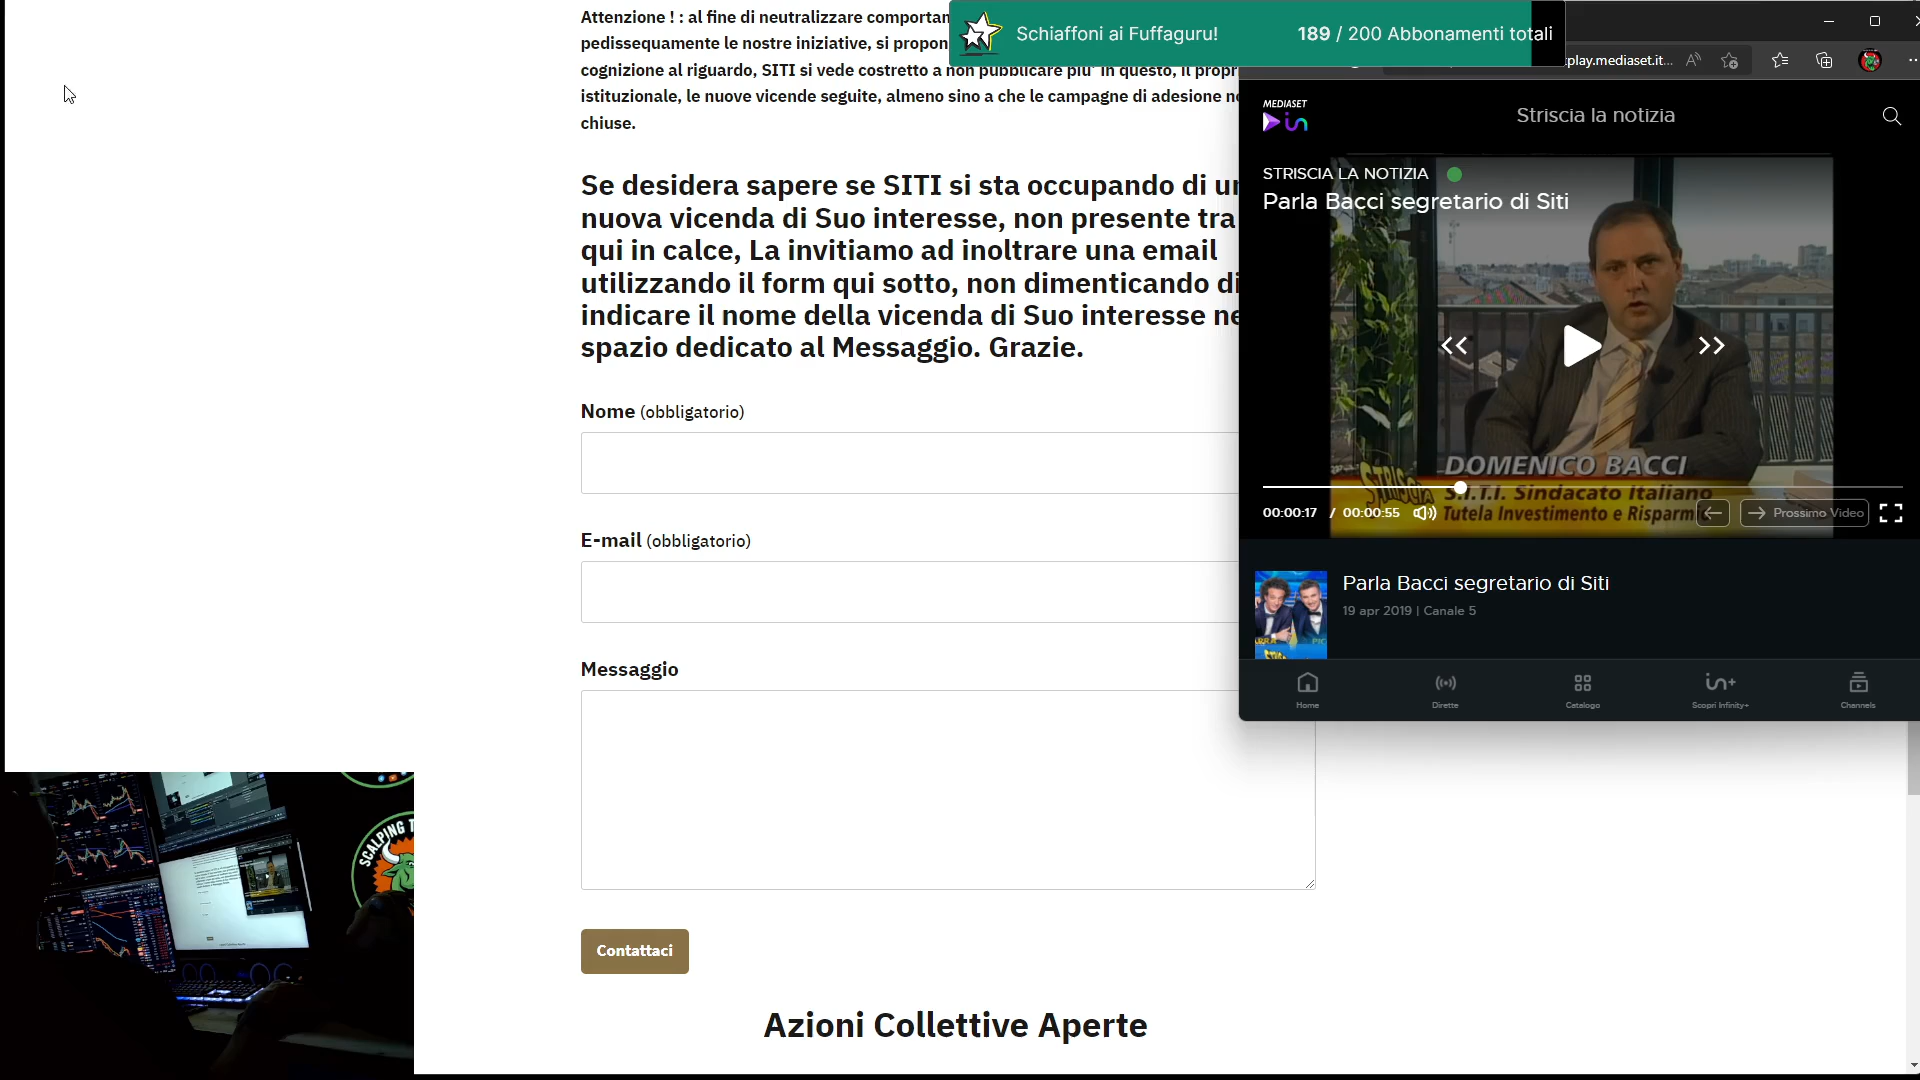 Attenzione ! : al fine di neutralizzare
pedissequamente le nostre iniziative, si
cognizione al riguardo, SITI si vede costretto a non pubblicare piu' in questo, il
istituzionale, le nuove vicende seguite, almeno sino a che le campagne di adesione
chiuse.
Se desidera sapere se SITI si sta occupando di
nuova vicenda di Suo interesse, non presente tra
qui in calce, La invitiamo ad inoltrare una email
utilizzando il form qui sotto, non dimenticando di
indicare il nome della vicenda di Suo interesse
spazio dedicato al Messaggio. Grazie.
Nome (obbligatorio)
E-mail (obbligatorio)
Messaggio
Contattaci
Azioni Collettive Aperte
Schiaffoni ai Fuffaguru! 189 / 200 Abbonamenti totali
play.mediaset.it...
MEDIASET
in
Striscia la notizia
STRISCIA LA NOTIZIA
Parla Bacci segretario di Siti
DOMENICO BACCI
STRISCIA
S.I.T.I. Sindacato Italiano
Tutela Investimento e Risparmi
00:00:17 / 00:00:55
Prossimo Video
Parla Bacci segretario di Siti
19 apr 2019 | Canale 5
Home
Dirette
Catalogo
in+
Scopri Infinity+
Channels
SCALPING